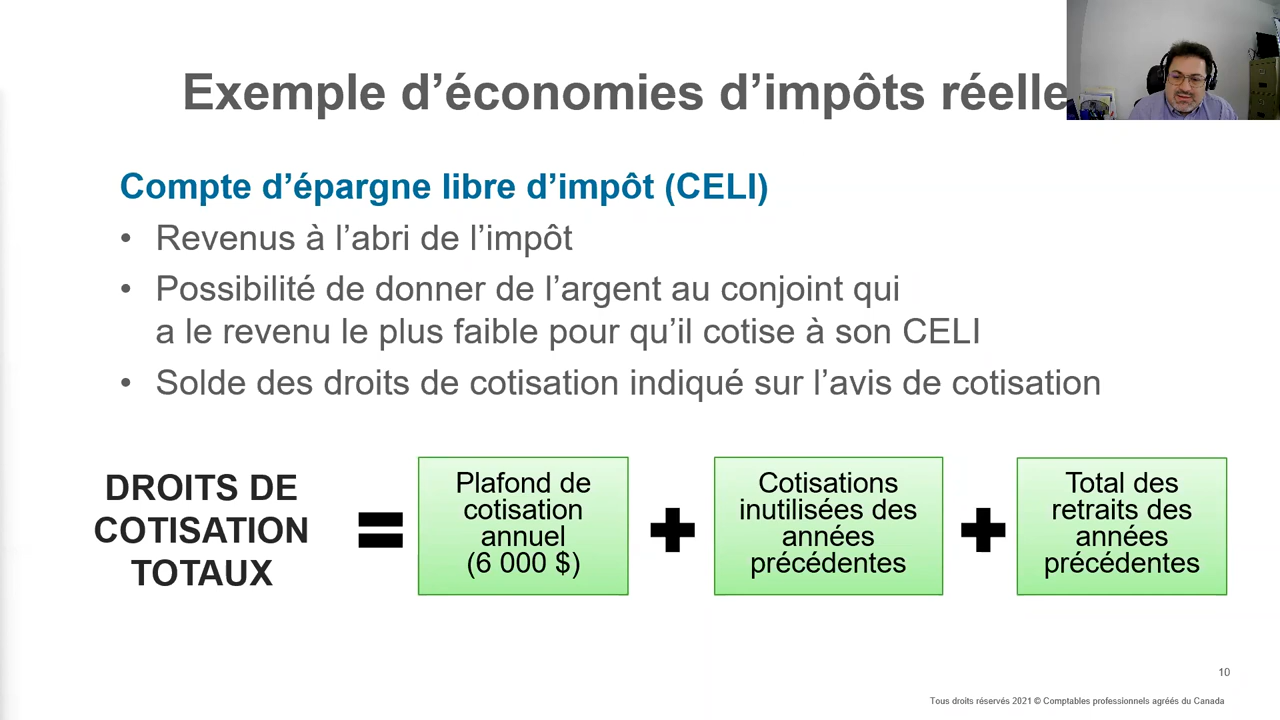 Exemple d’économies d’impôts réelle
Compte d’épargne libre d’impôt (CELI)
• Revenus à l’abri de l’impôt
• Possibilité de donner de l’argent au conjoint qui
a le revenu le plus faible pour qu’il cotise à son CELI
• Solde des droits de cotisation indiqué sur l’avis de cotisation
DROITS DE
COTISATION
TOTAUX
=
Plafond de
cotisation
annuel
(6 000 $)
+
Cotisations
inutilisées des
années
précédentes
+
Total des
retraits des
années
précédentes
10
Tous droits réservés 2021 © Comptables professionnels agréés du Canada